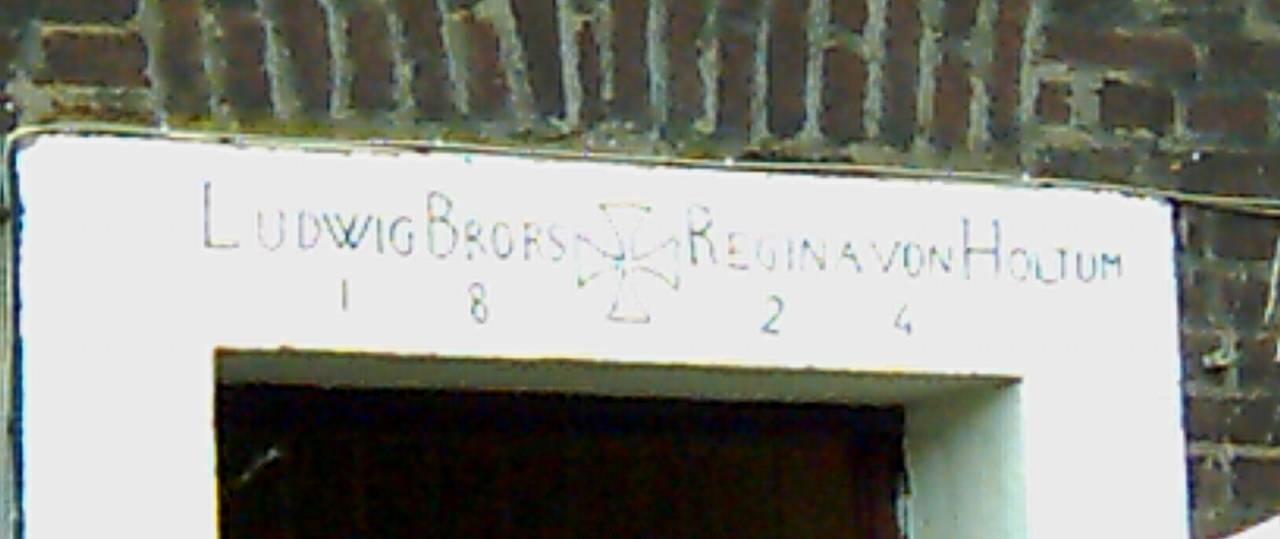 LUDWIG BRORS REGINA VON HOLTUM
1 8 2 4